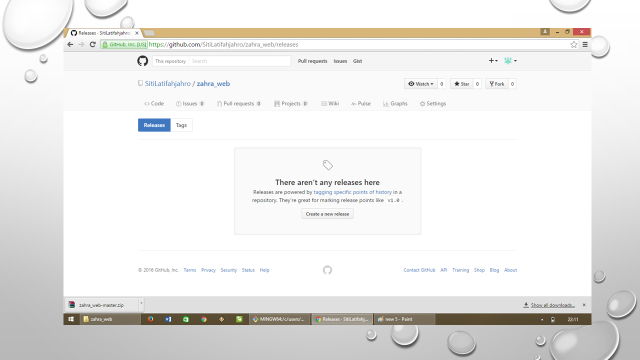 Releases · SitiLatifahjahro
GitHub, Inc. [US] https://github.com/SitiLatifahjahro/zahra_web/releases
This repository Search Pull requests Issues Gist
SitiLatifahjahro / zahra_web
Watch 0 Star 0 Fork 0
Code Issues 0 Pull requests 0 Projects 0 Wiki Pulse Graphs Settings
Releases Tags
There aren't any releases here
Releases are powered by tagging specific points of history in a
repository. They're great for marking release points like v1.0 .
Create a new release
© 2016 GitHub, Inc. Terms Privacy Security Status Help
Contact GitHub API Training Shop Blog About
zahra_web-master.zip
Show all downloads...
zahra_web
MINGW64:/c/users/...
Releases · SitiLatifahj...
new 5 - Paint
23:11